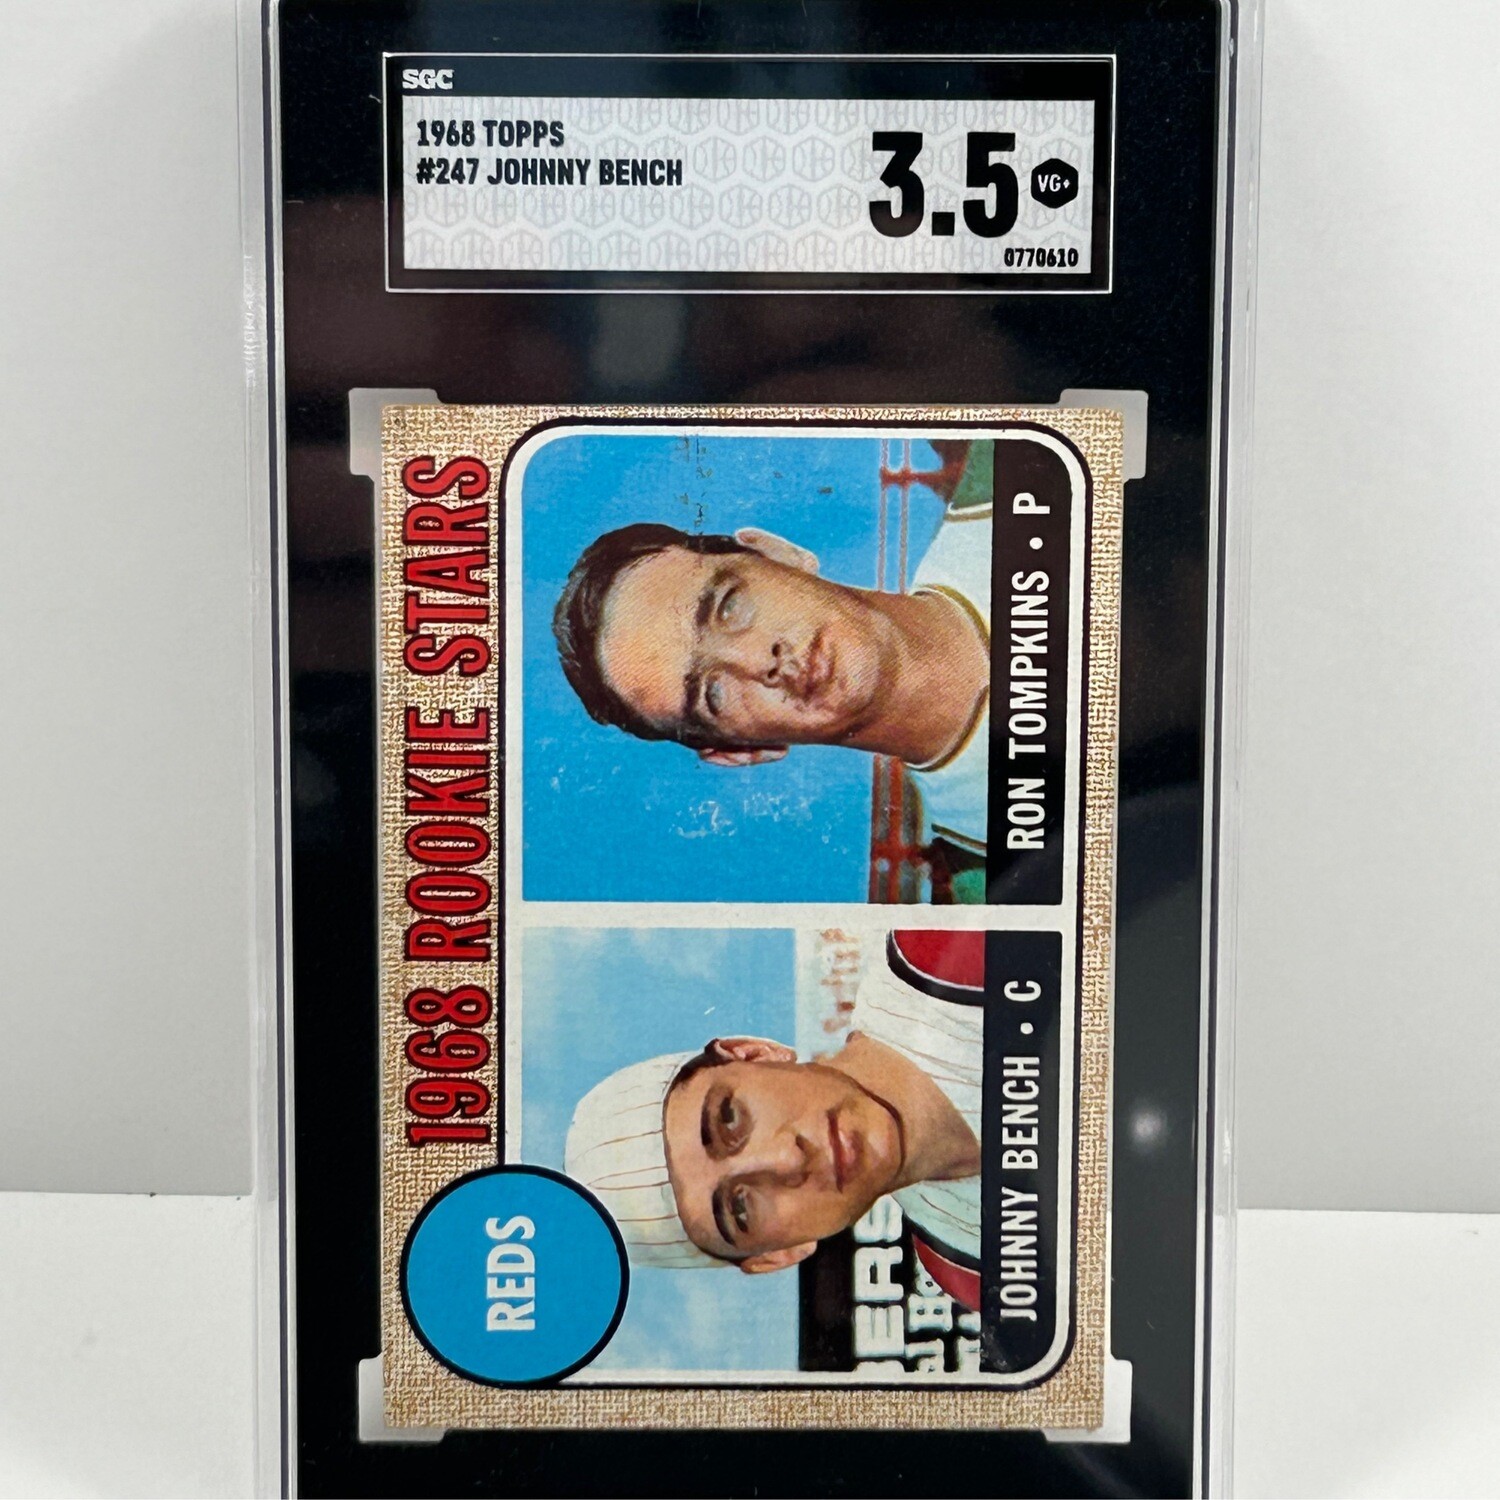 SGC
1968 TOPPS
#247 JOHNNY BENCH
3.5
VG+
0770610
1968 ROOKIE STARS
REDS
JOHNNY BENCH • C
RON TOMPKINS • P